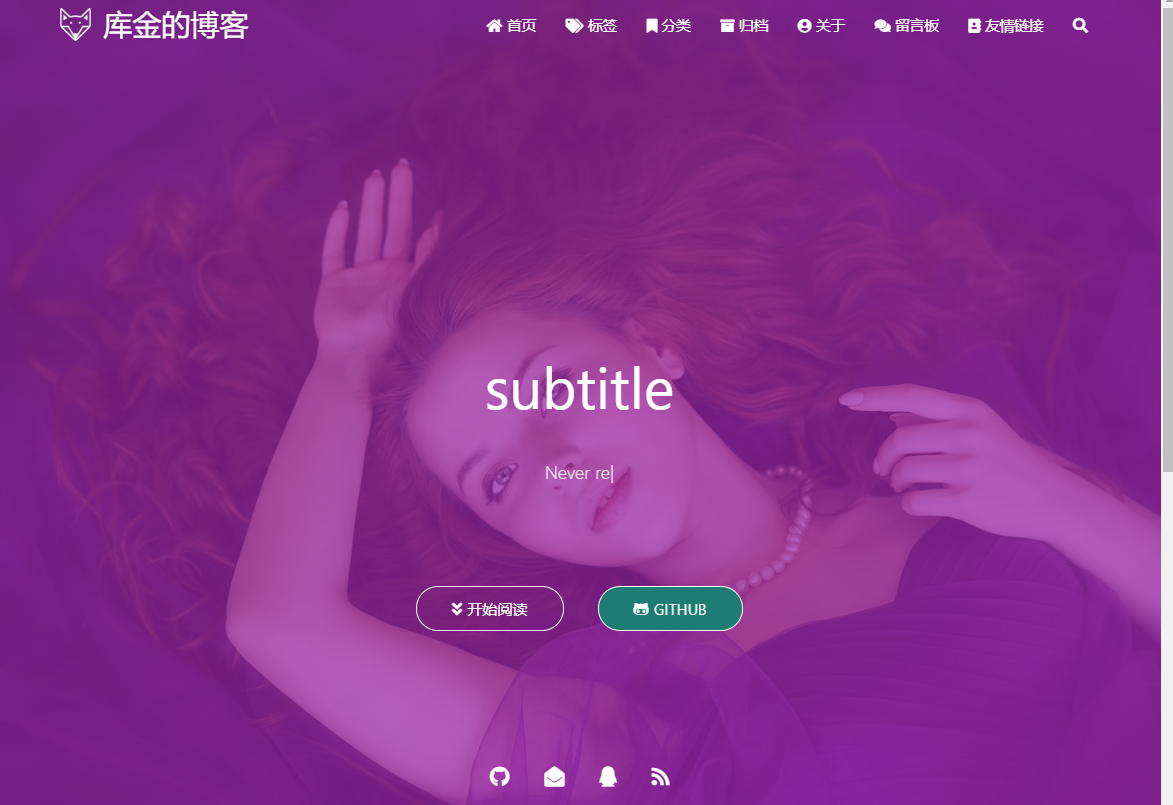 库金的博客 首页 标签 分类 归档 关于 留言板 友情链接
subtitle
Never re|
开始阅读 GITHUB